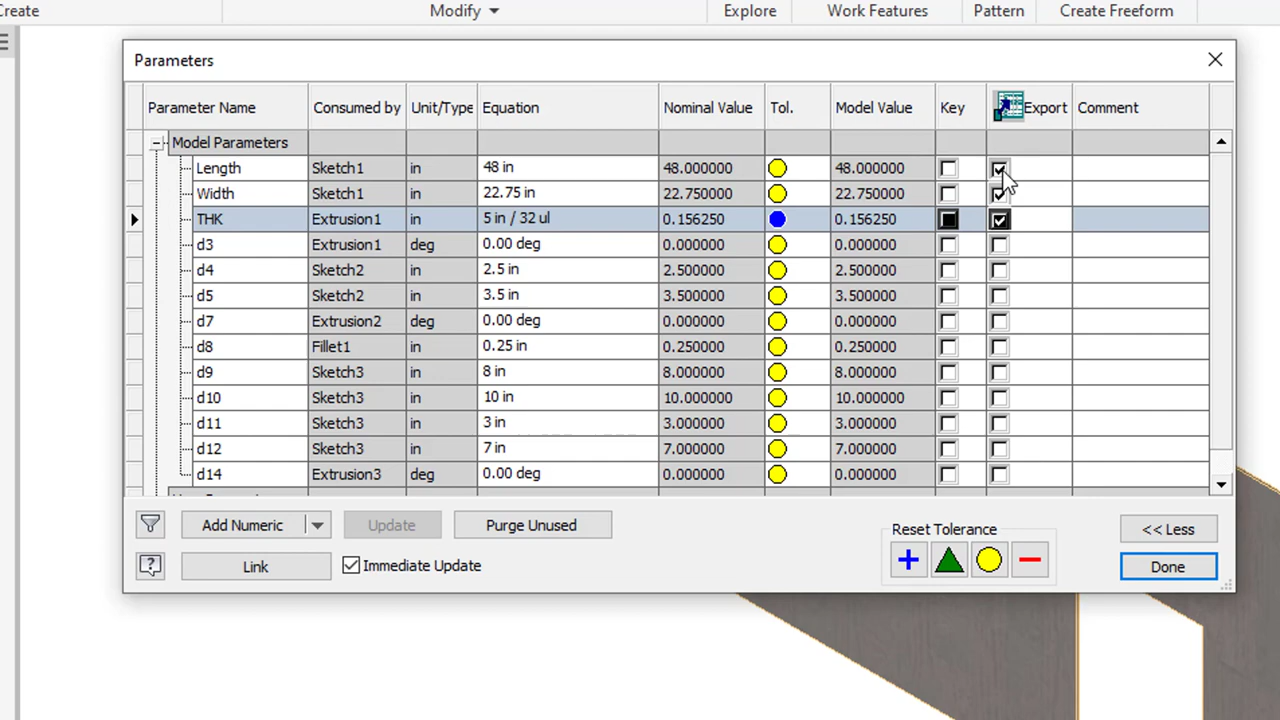 Create Modify Explore Work Features Pattern Create Freeform
Parameters
Parameter Name Consumed by Unit/Type Equation Nominal Value Tol. Model Value Key Export Comment
Model Parameters
Length Sketch1 in 48 in 48.000000 48.000000
Width Sketch1 in 22.75 in 22.750000 22.750000
THK Extrusion1 in 5 in / 32 ul 0.156250 0.156250
d3 Extrusion1 deg 0.00 deg 0.000000 0.000000
d4 Sketch2 in 2.5 in 2.500000 2.500000
d5 Sketch2 in 3.5 in 3.500000 3.500000
d7 Extrusion2 deg 0.00 deg 0.000000 0.000000
d8 Fillet1 in 0.25 in 0.250000 0.250000
d9 Sketch3 in 8 in 8.000000 8.000000
d10 Sketch3 in 10 in 10.000000 10.000000
d11 Sketch3 in 3 in 3.000000 3.000000
d12 Sketch3 in 7 in 7.000000 7.000000
d14 Extrusion3 deg 0.00 deg 0.000000 0.000000
Add Numeric Update Purge Unused Reset Tolerance << Less
Link Immediate Update Done